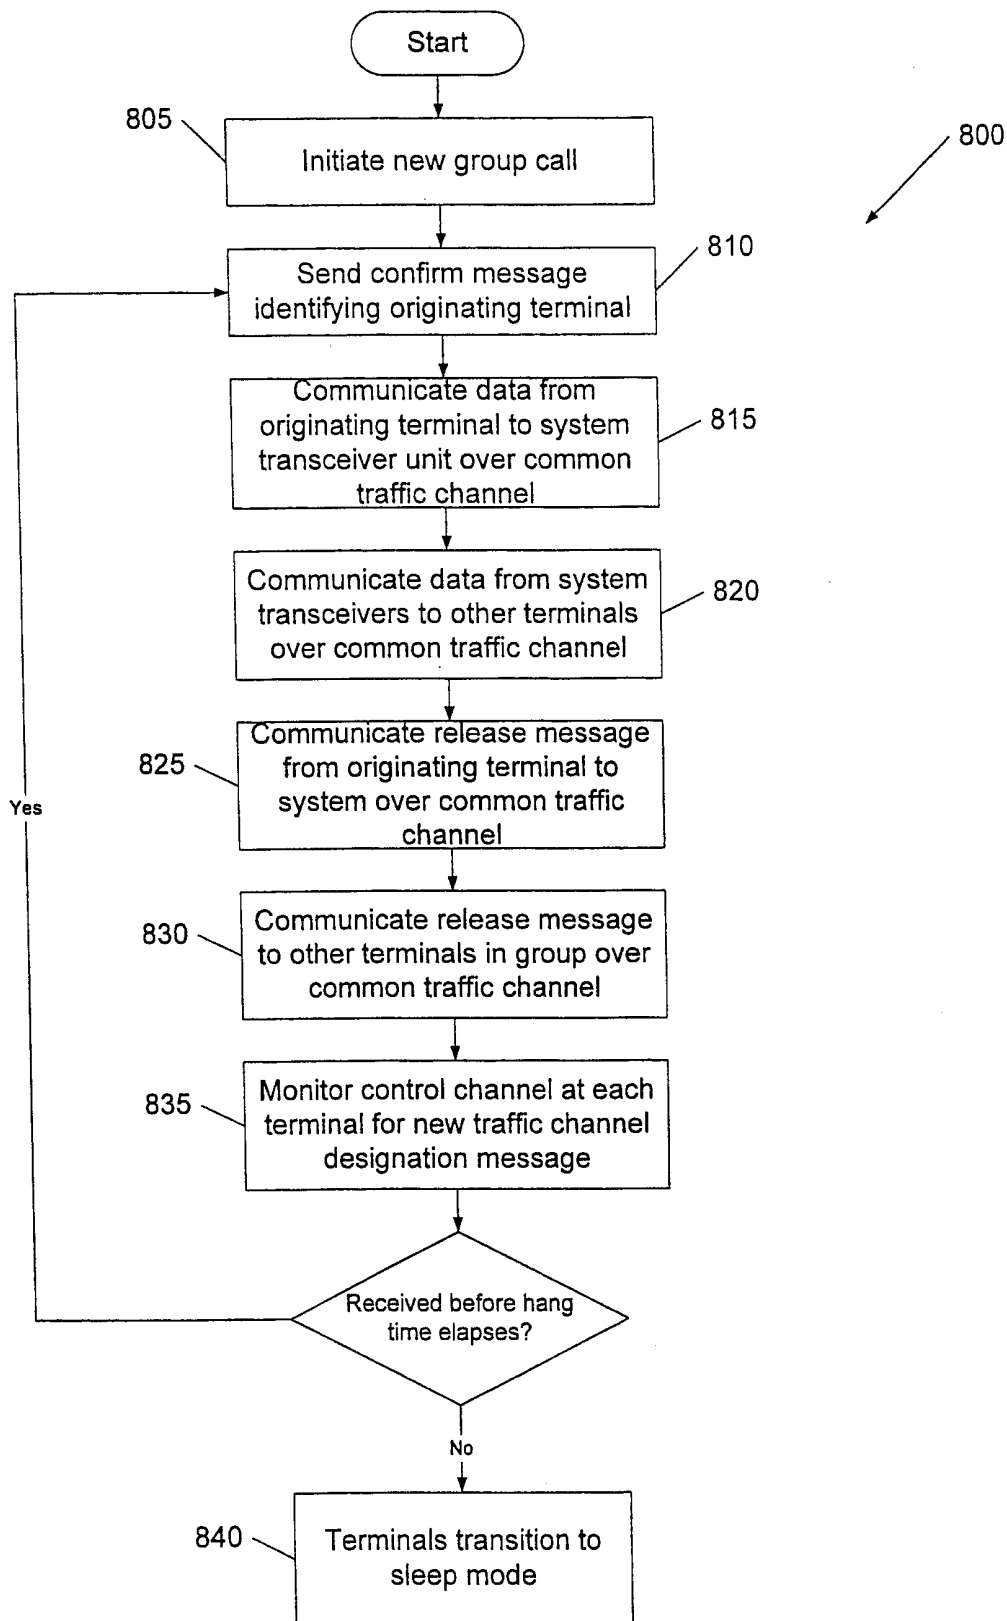 Start
805
Initiate new group call
800
810
Send confirm message
identifying originating terminal
Communicate data from
originating terminal to system
transceiver unit over common
traffic channel
815
Communicate data from system
transceivers to other terminals
over common traffic channel
820
825
Communicate release message
from originating terminal to
system over common traffic
channel
Yes
830
Communicate release message
to other terminals in group over
common traffic channel
835
Monitor control channel at each
terminal for new traffic channel
designation message
Received before hang
time elapses?
No
840
Terminals transition to
sleep mode